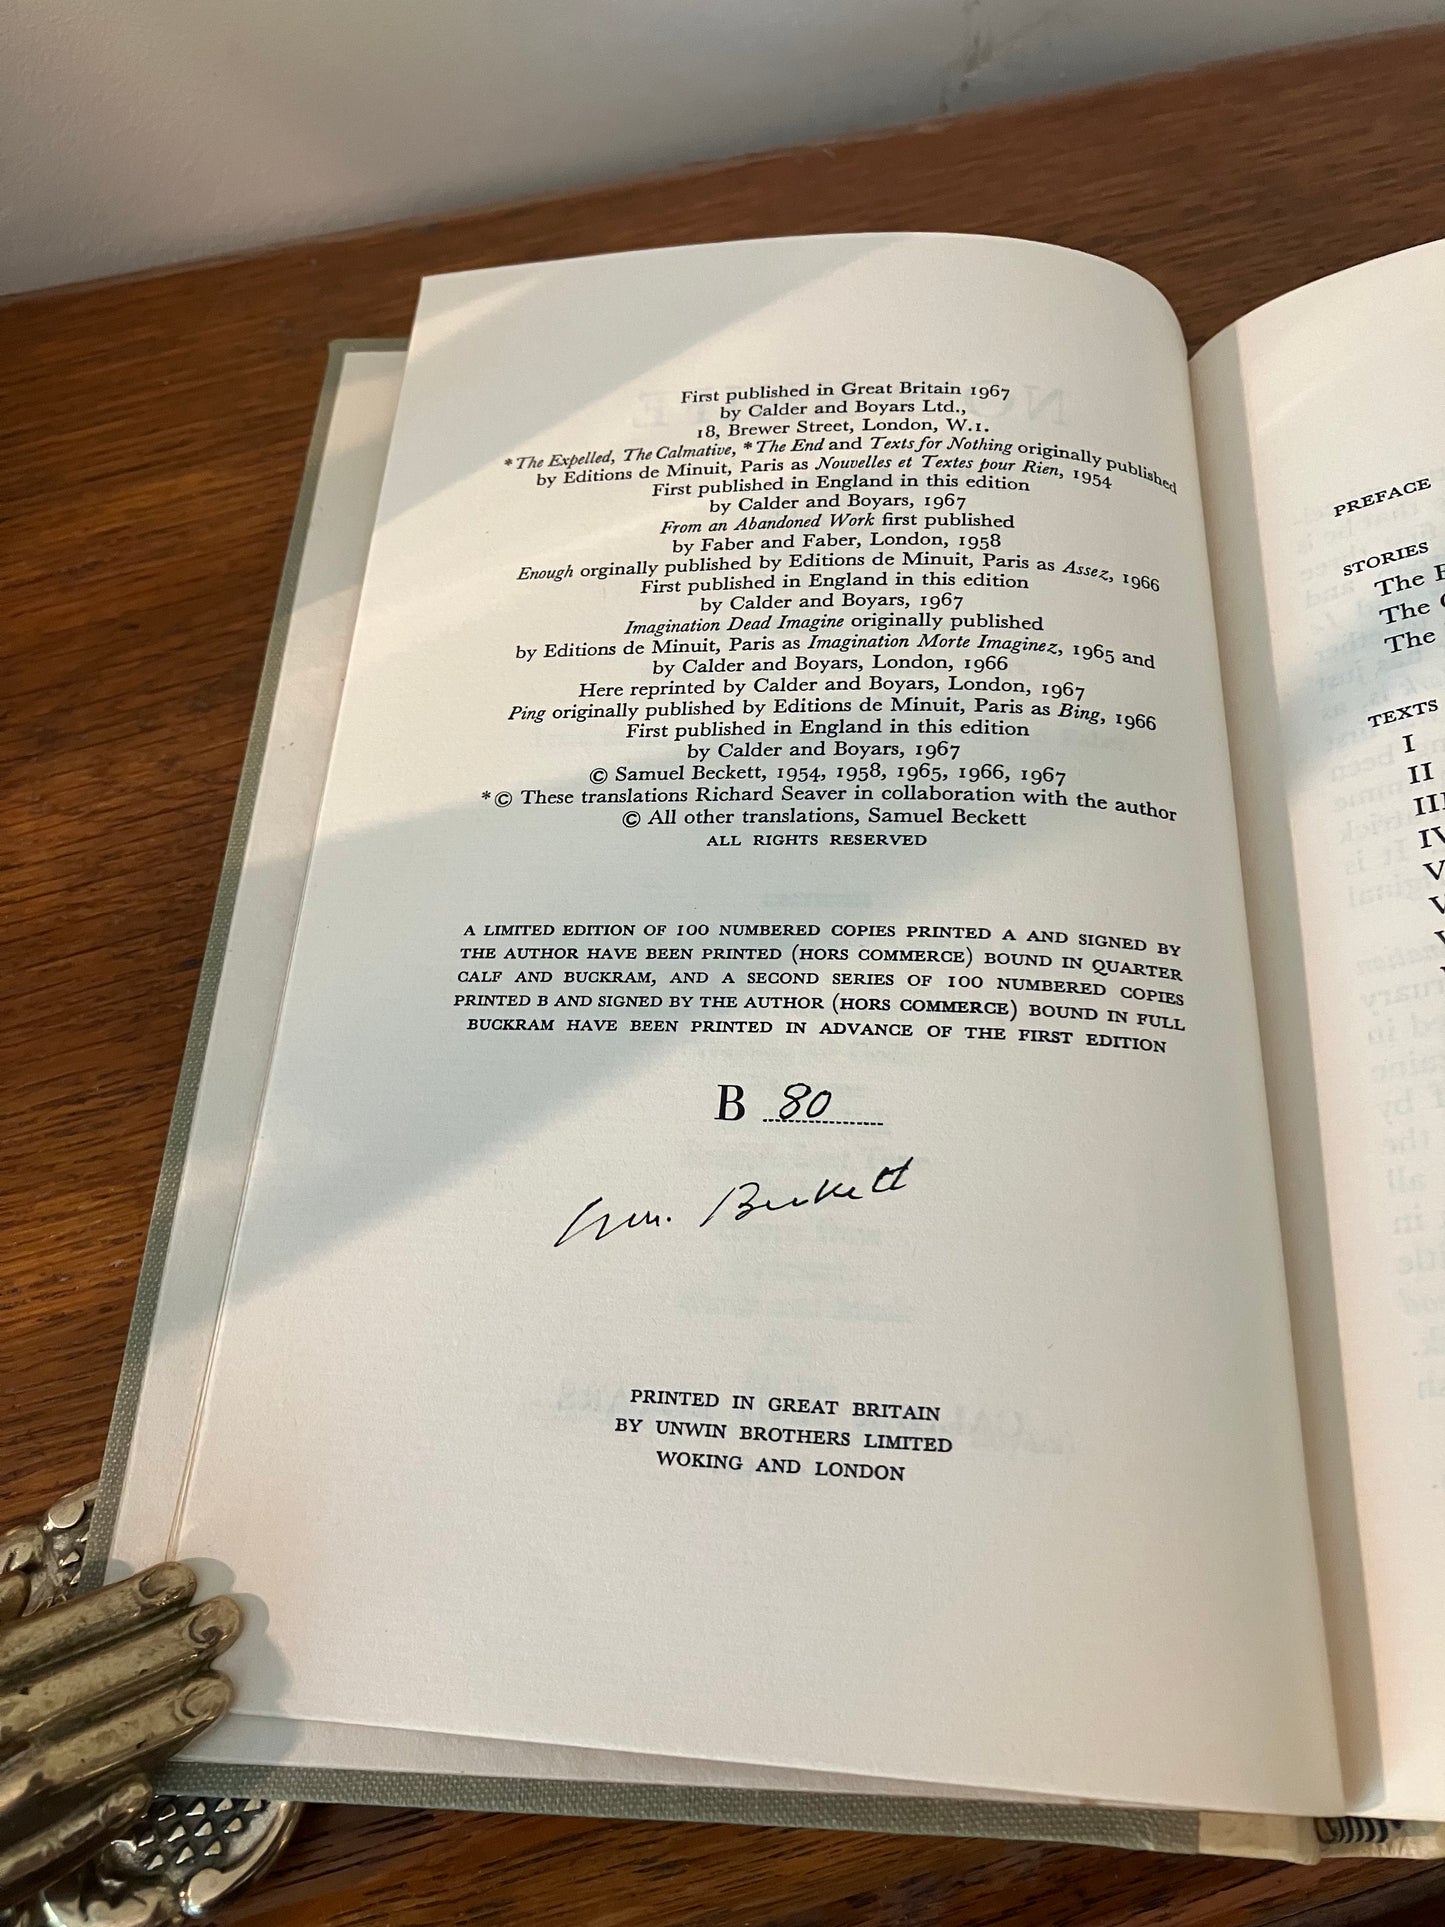 First published in Great Britain 1967
by Calder and Boyars Ltd.,
18, Brewer Street, London, W.1.
*The Expelled, The Calmative, *The End and Texts for Nothing originally published
by Editions de Minuit, Paris as Nouvelles et Textes pour Rien, 1954
First published in England in this edition
by Calder and Boyars, 1967
From an Abandoned Work first published
by Faber and Faber, London, 1958
Enough orginally published by Editions de Minuit, Paris as Assez, 1966
First published in England in this edition
by Calder and Boyars, 1967
Imagination Dead Imagine originally published
by Editions de Minuit, Paris as Imagination Morte Imaginez, 1965 and
by Calder and Boyars, London, 1966
Here reprinted by Calder and Boyars, London, 1967
Ping originally published by Editions de Minuit, Paris as Bing, 1966
First published in England in this edition
by Calder and Boyars, 1967
© Samuel Beckett, 1954, 1958, 1965, 1966, 1967
*© These translations Richard Seaver in collaboration with the author
© All other translations, Samuel Beckett
ALL RIGHTS RESERVED
A LIMITED EDITION OF 100 NUMBERED COPIES PRINTED A AND SIGNED BY
THE AUTHOR HAVE BEEN PRINTED (HORS COMMERCE) BOUND IN QUARTER
CALF AND BUCKRAM, AND A SECOND SERIES OF 100 NUMBERED COPIES
PRINTED B AND SIGNED BY THE AUTHOR (HORS COMMERCE) BOUND IN FULL
BUCKRAM HAVE BEEN PRINTED IN ADVANCE OF THE FIRST EDITION
B 80
Beckett
PRINTED IN GREAT BRITAIN
BY UNWIN BROTHERS LIMITED
WOKING AND LONDON
PREFACE
STORIES
The
The
The
TEXTS
I
II
III